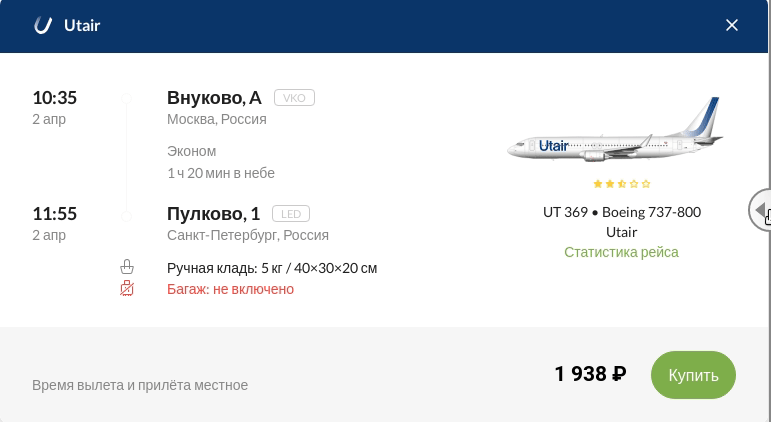 Utair
10:35
Внуково, A VKO
2 апр
Москва, Россия
Эконом
1 ч 20 мин в небе
11:55
Пулково, 1 LED
2 апр
Санкт-Петербург, Россия
Ручная кладь: 5 кг / 40×30×20 см
Багаж: не включено
Utair
UT 369 • Boeing 737-800
Utair
Статистика рейса
Время вылета и прилёта местное
1 938 ₽
Купить